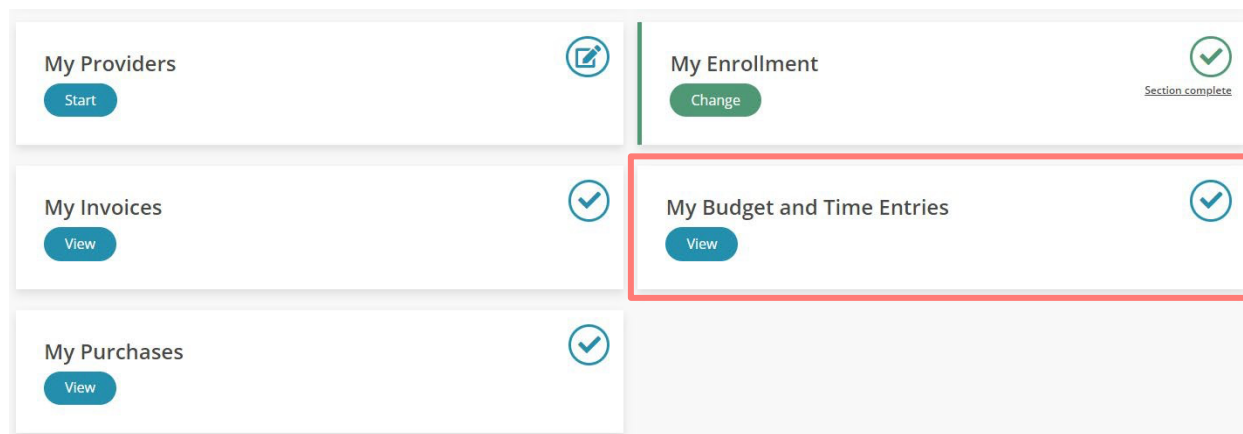 My Providers
Start
My Enrollment
Change
Section complete
My Invoices
View
My Budget and Time Entries
View
My Purchases
View